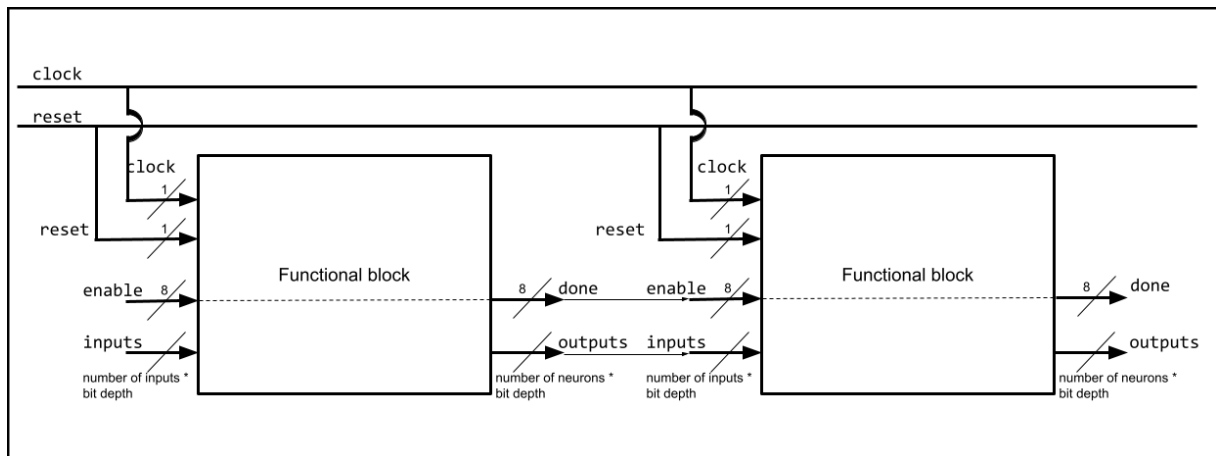 clock
reset
clock
1
reset
1
enable
8
inputs
number of inputs *
bit depth
Functional block
8
done
outputs
number of neurons *
bit depth
clock
1
reset
1
enable
8
inputs
number of inputs *
bit depth
Functional block
8
done
outputs
number of neurons *
bit depth